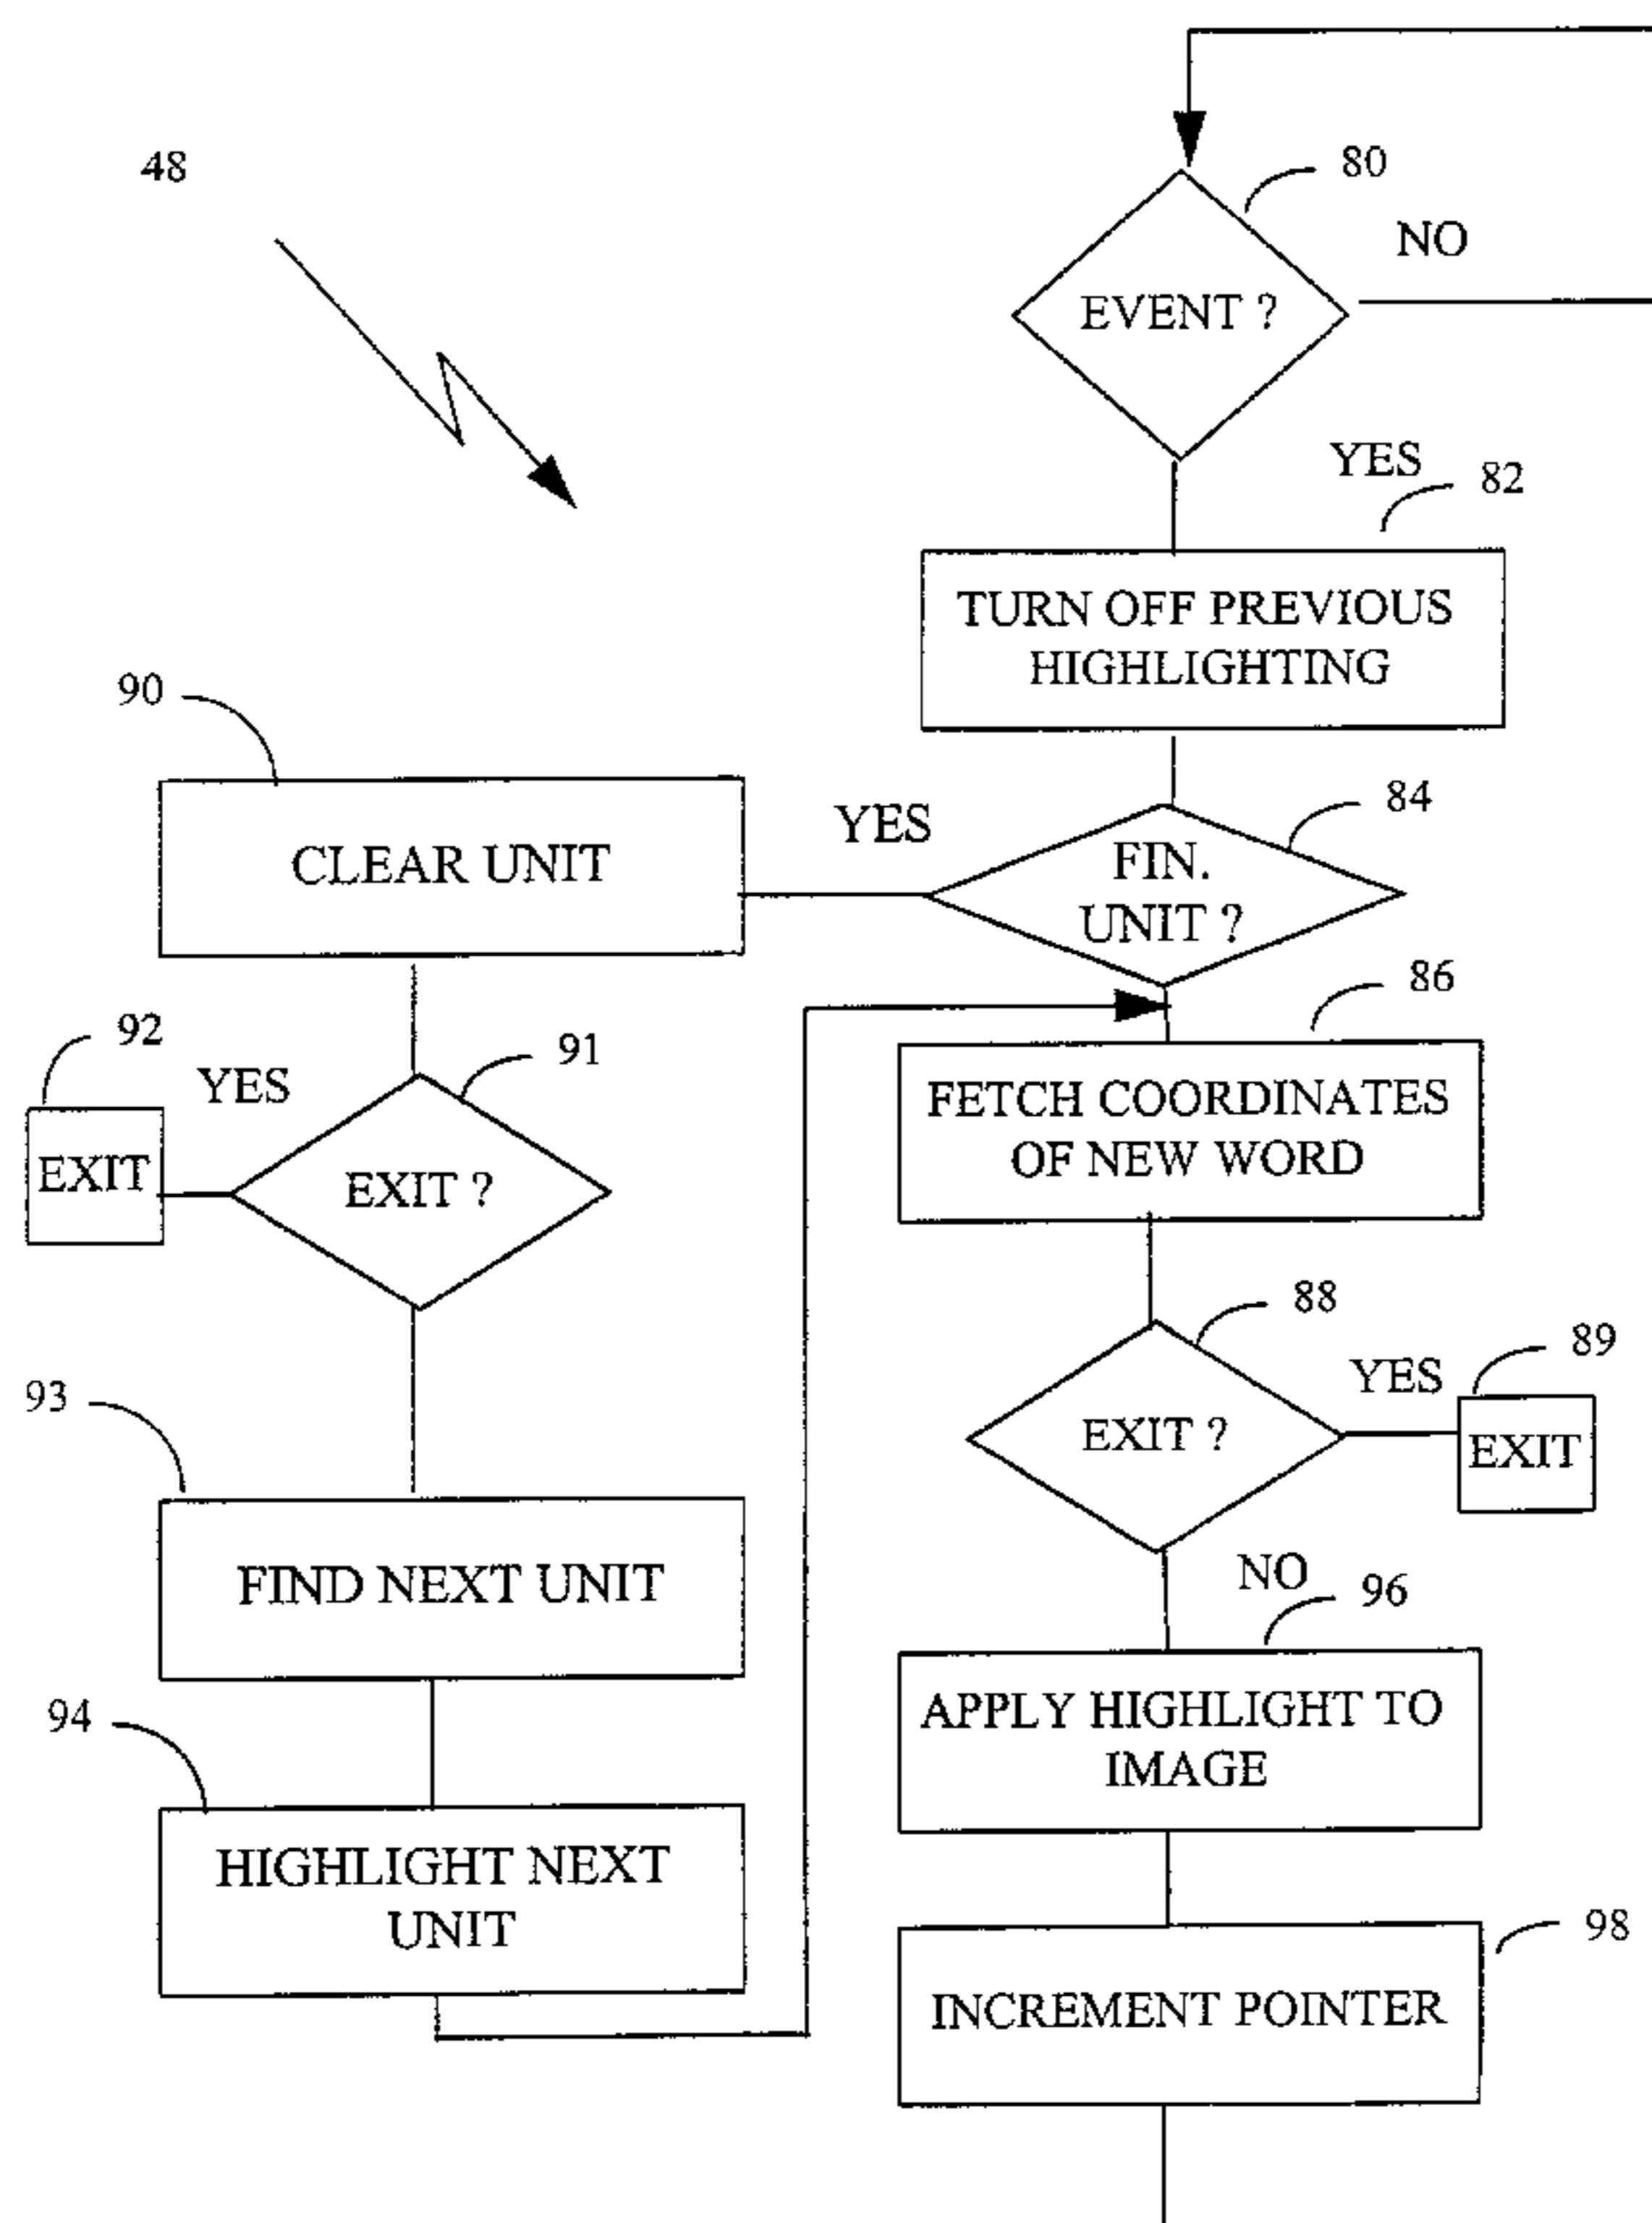 48
80
NO
EVENT ?
YES
82
TURN OFF PREVIOUS
HIGHLIGHTING
90
CLEAR UNIT
YES
84
FIN.
UNIT ?
86
92
YES
91
EXIT
EXIT ?
FETCH COORDINATES
OF NEW WORD
88
89
YES
EXIT ?
EXIT
93
FIND NEXT UNIT
NO
96
94
HIGHLIGHT NEXT
UNIT
APPLY HIGHLIGHT TO
IMAGE
98
INCREMENT POINTER